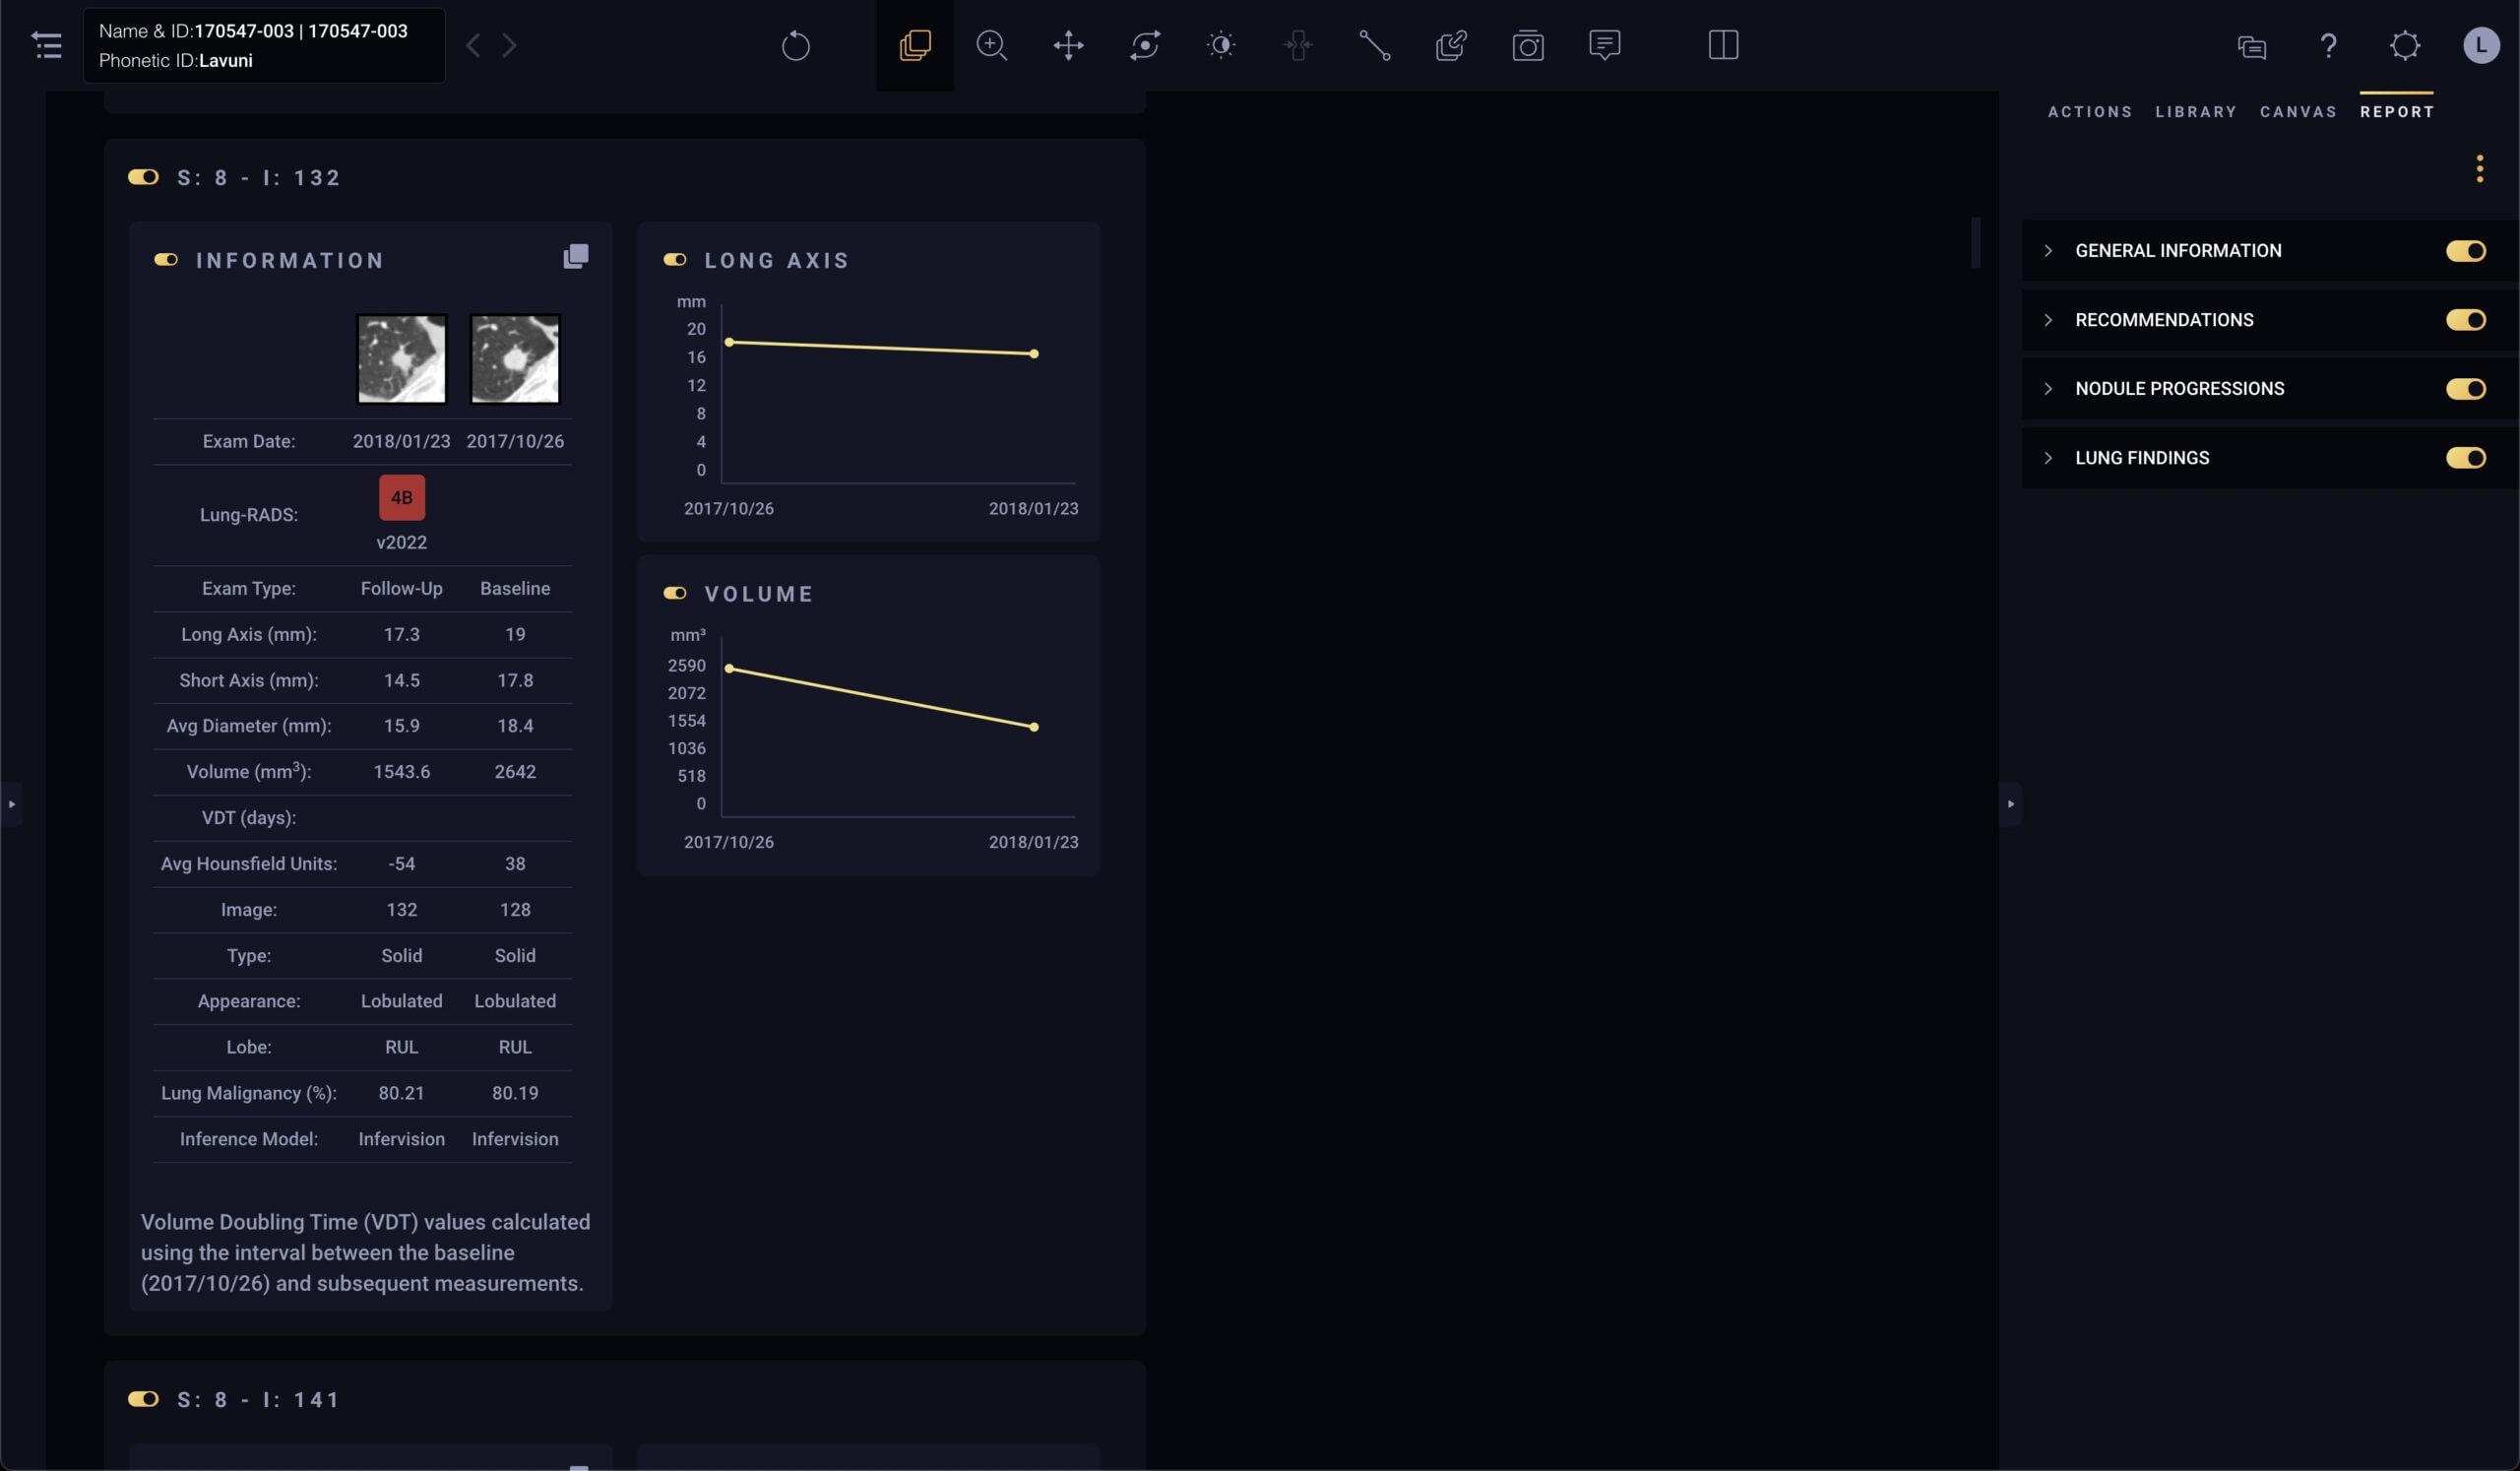 Name & ID:170547-003 | 170547-003
Phonetic ID:Lavuni
?
L
ACTIONS LIBRARY CANVAS REPORT
S: 8 - I: 132
INFORMATION
Exam Date: 2018/01/23 2017/10/26
Lung-RADS: 4B
v2022
Exam Type: Follow-Up Baseline
Long Axis (mm): 17.3 19
Short Axis (mm): 14.5 17.8
Avg Diameter (mm): 15.9 18.4
Volume (mm³): 1543.6 2642
VDT (days):
Avg Hounsfield Units: -54 38
Image: 132 128
Type: Solid Solid
Appearance: Lobulated Lobulated
Lobe: RUL RUL
Lung Malignancy (%): 80.21 80.19
Inference Model: Infervision Infervision
Volume Doubling Time (VDT) values calculated
using the interval between the baseline
(2017/10/26) and subsequent measurements.
LONG AXIS
mm
20
16
12
8
4
0
2017/10/26 2018/01/23
VOLUME
mm³
2590
2072
1554
1036
518
0
2017/10/26 2018/01/23
S: 8 - I: 141
GENERAL INFORMATION
RECOMMENDATIONS
NODULE PROGRESSIONS
LUNG FINDINGS